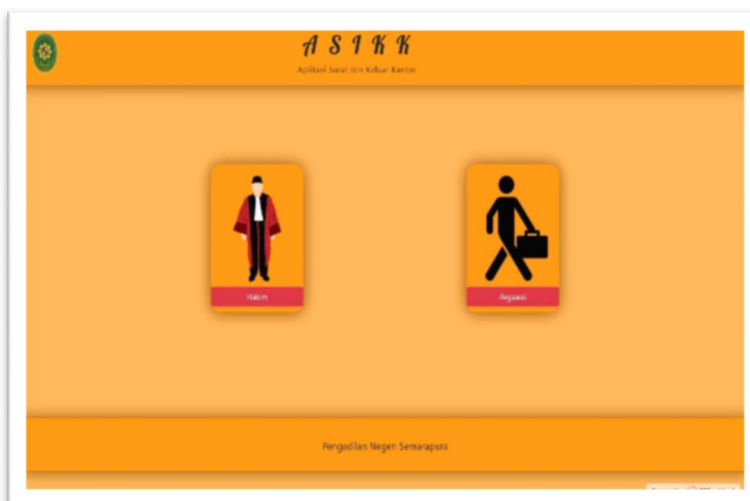 A S I K K
Aplikasi Surat Izin Keluar Kantor
Hakim
Pegawai
Pengadilan Negeri Semarapura